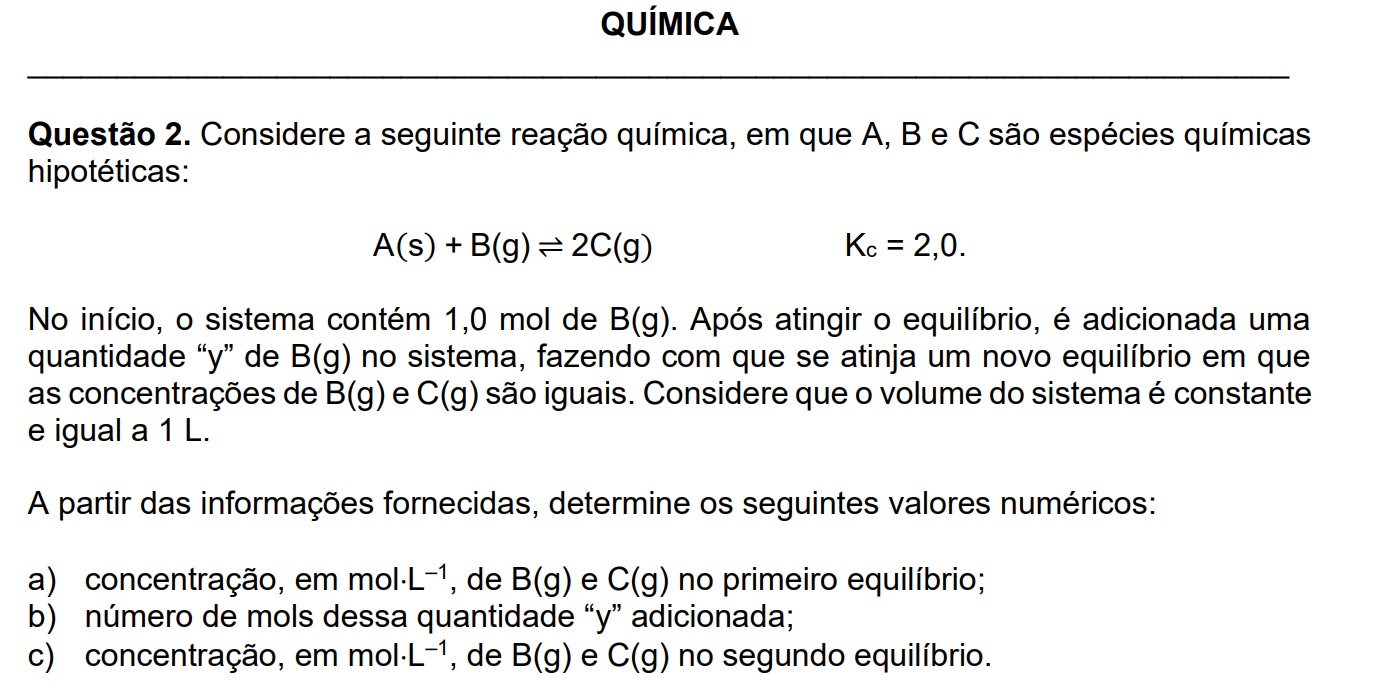 QUÍMICA
Questão 2. Considere a seguinte reação química, em que A, B e C são espécies químicas
hipotéticas:
A(s) + B(g) ⇌ 2C(g) Kc = 2,0.
No início, o sistema contém 1,0 mol de B(g). Após atingir o equilíbrio, é adicionada uma
quantidade “y” de B(g) no sistema, fazendo com que se atinja um novo equilíbrio em que
as concentrações de B(g) e C(g) são iguais. Considere que o volume do sistema é constante
e igual a 1 L.
A partir das informações fornecidas, determine os seguintes valores numéricos:
a) concentração, em mol·L⁻¹, de B(g) e C(g) no primeiro equilíbrio;
b) número de mols dessa quantidade “y” adicionada;
c) concentração, em mol·L⁻¹, de B(g) e C(g) no segundo equilíbrio.